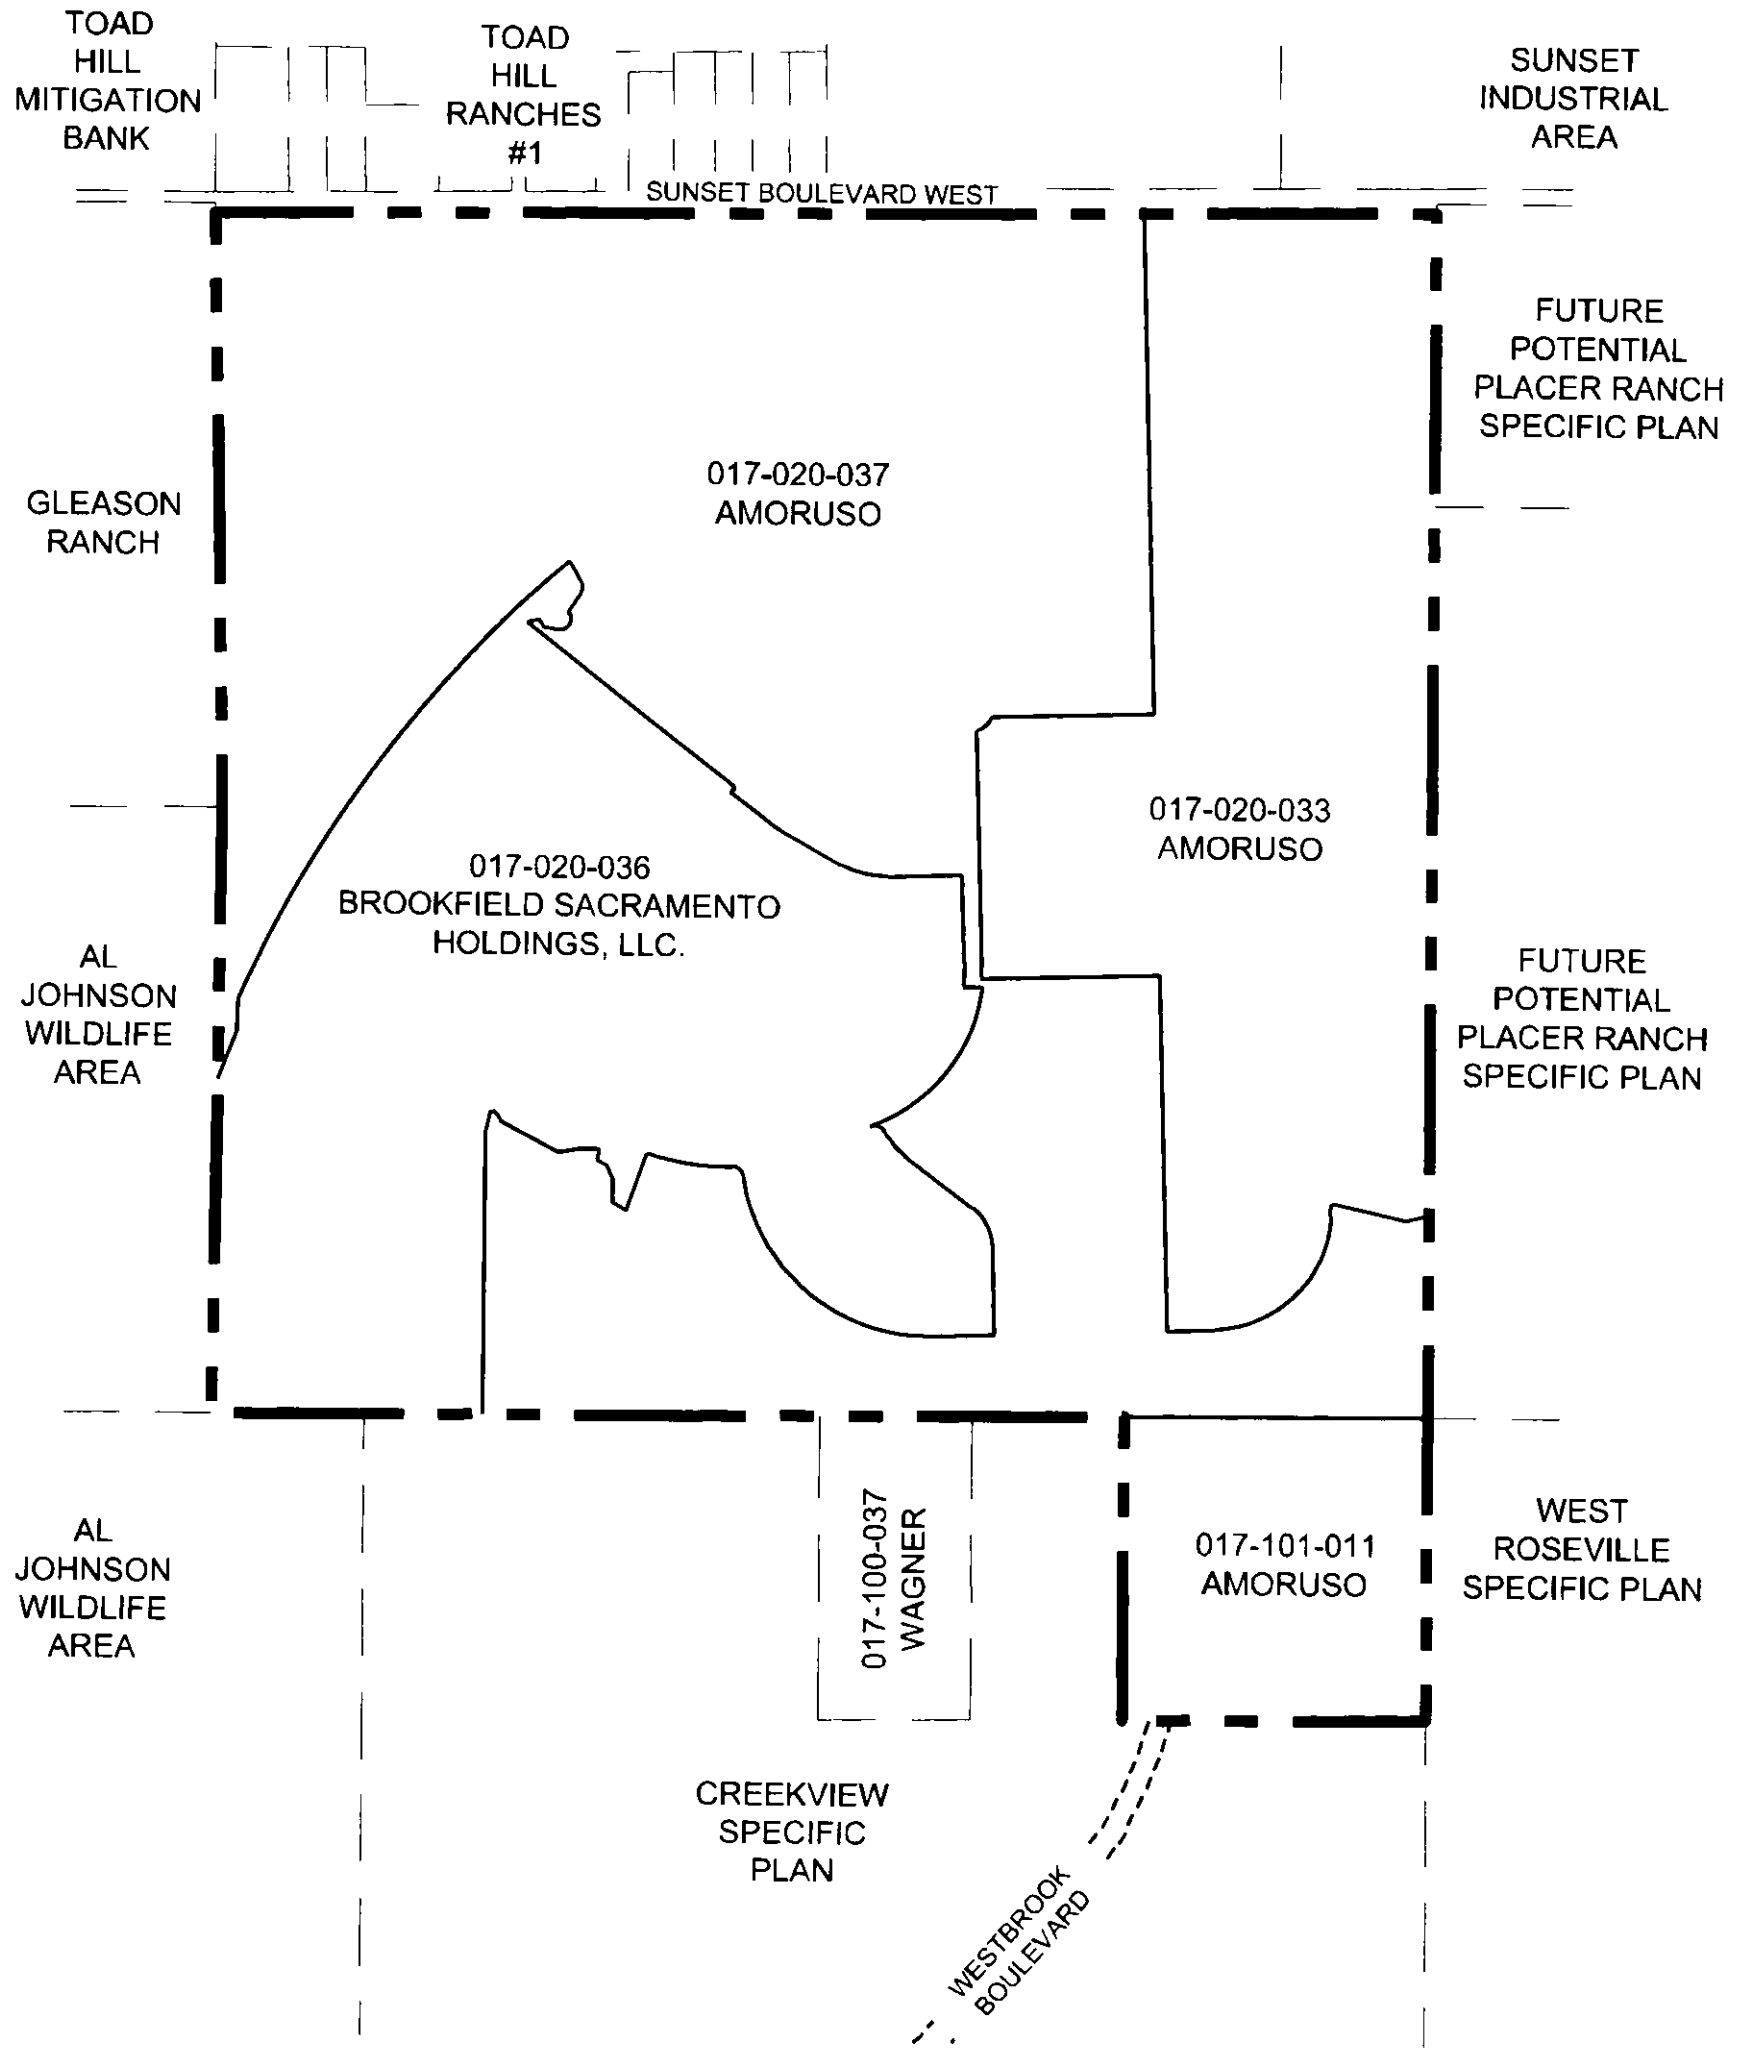 TOAD
HILL
MITIGATION
BANK
TOAD
HILL
RANCHES
#1
SUNSET
INDUSTRIAL
AREA
SUNSET BOULEVARD WEST
FUTURE
POTENTIAL
PLACER RANCH
SPECIFIC PLAN
GLEASON
RANCH
017-020-037
AMORUSO
017-020-033
AMORUSO
017-020-036
BROOKFIELD SACRAMENTO
HOLDINGS, LLC.
AL
JOHNSON
WILDLIFE
AREA
FUTURE
POTENTIAL
PLACER RANCH
SPECIFIC PLAN
AL
JOHNSON
WILDLIFE
AREA
017-100-037
WAGNER
017-101-011
AMORUSO
WEST
ROSEVILLE
SPECIFIC PLAN
CREEKVIEW
SPECIFIC
PLAN
WESTBROOK
BOULEVARD